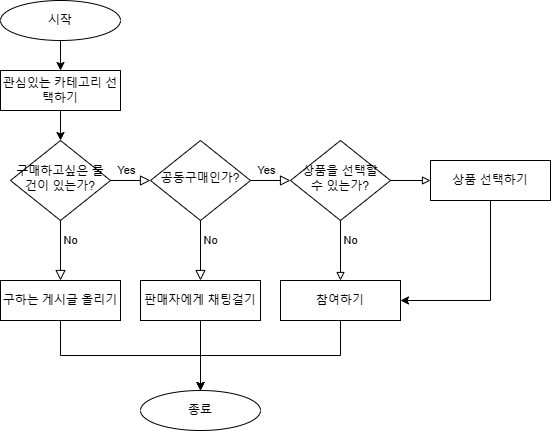 시작
관심있는 카테고리 선
택하기
구매하고싶은 물
건이 있는가?
Yes
공동구매인가?
Yes
상품을 선택할
수 있는가?
상품 선택하기
No
No
No
구하는 게시글 올리기
판매자에게 채팅걸기
참여하기
종료